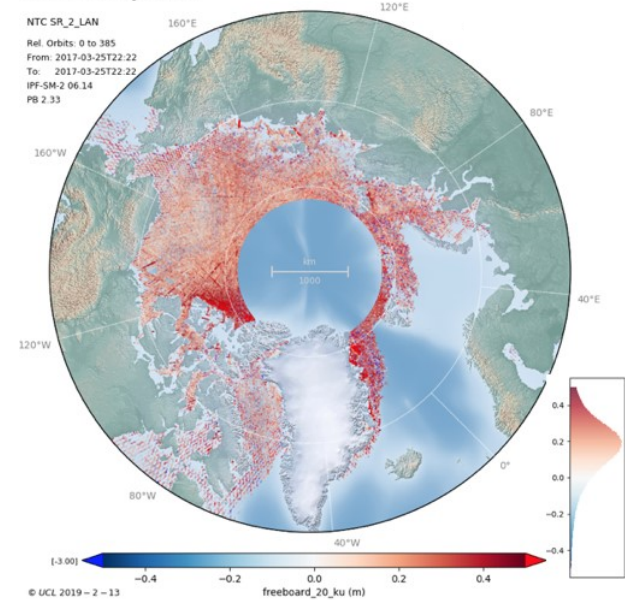 NTC SR_2_LAN
Rel. Orbits: 0 to 385
From: 2017-03-25T22:22
To: 2017-03-25T22:22
IPF-SM-2 06.14
PB 2.33
160°E
120°E
80°E
160°W
km
1000
40°E
120°W
0°
80°W
40°W
0.4
0.2
0.0
−0.2
−0.4
[-3.00]
−0.4 −0.2 0.0 0.2 0.4
freeboard_20_ku (m)
© UCL 2019 − 2 − 13